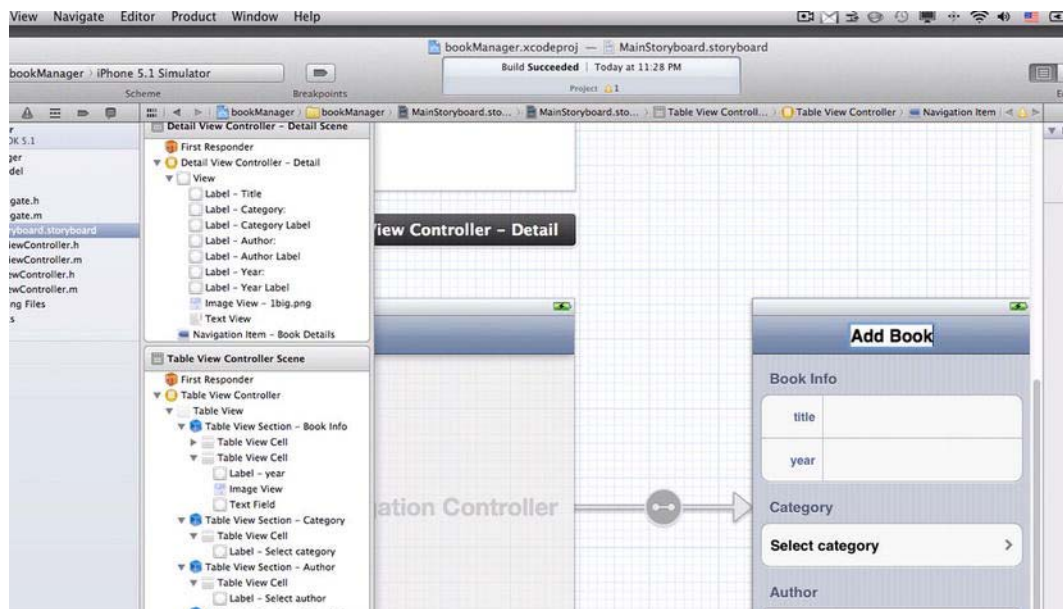 View Navigate Editor Product Window Help
bookManager.xcodeproj — MainStoryboard.storyboard
bookManager › iPhone 5.1 Simulator
Build Succeeded | Today at 11:28 PM
Project 1
Scheme
Breakpoints
bookManager › bookManager › MainStoryboard.sto... › MainStoryboard.sto... › Table View Controll... › Table View Controller › Navigation Item
r
DK 5.1
ger
del
gate.h
gate.m
yboard.storyboard
iewController.h
iewController.m
ewController.h
ewController.m
ng Files
s
Detail View Controller – Detail Scene
First Responder
Detail View Controller – Detail
View
Label – Title
Label – Category:
Label – Category Label
Label – Author:
Label – Author Label
Label – Year:
Label – Year Label
Image View – 1big.png
Text View
Navigation Item – Book Details
Table View Controller Scene
First Responder
Table View Controller
Table View
Table View Section – Book Info
Table View Cell
Table View Cell
Label – year
Image View
Text Field
Table View Section – Category
Table View Cell
Label – Select category
Table View Section – Author
Table View Cell
Label – Select author
iew Controller – Detail
ation Controller
Add Book
Book Info
title
year
Category
Select category
Author